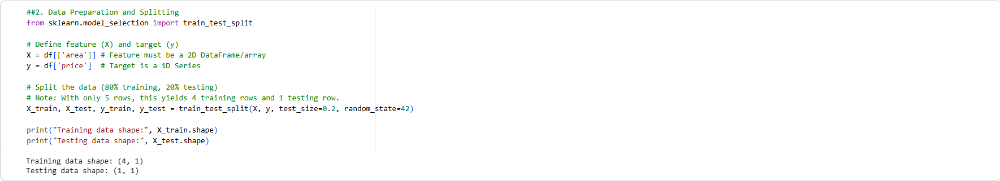 ##2. Data Preparation and Splitting
from sklearn.model_selection import train_test_split
# Define feature (X) and target (y)
X = df[['area']] # Feature must be a 2D DataFrame/array
y = df['price']  # Target is a 1D Series
# Split the data (80% training, 20% testing)
# Note: With only 5 rows, this yields 4 training rows and 1 testing row.
X_train, X_test, y_train, y_test = train_test_split(X, y, test_size=0.2, random_state=42)
print("Training data shape:", X_train.shape)
print("Testing data shape:", X_test.shape)
Training data shape: (4, 1)
Testing data shape: (1, 1)